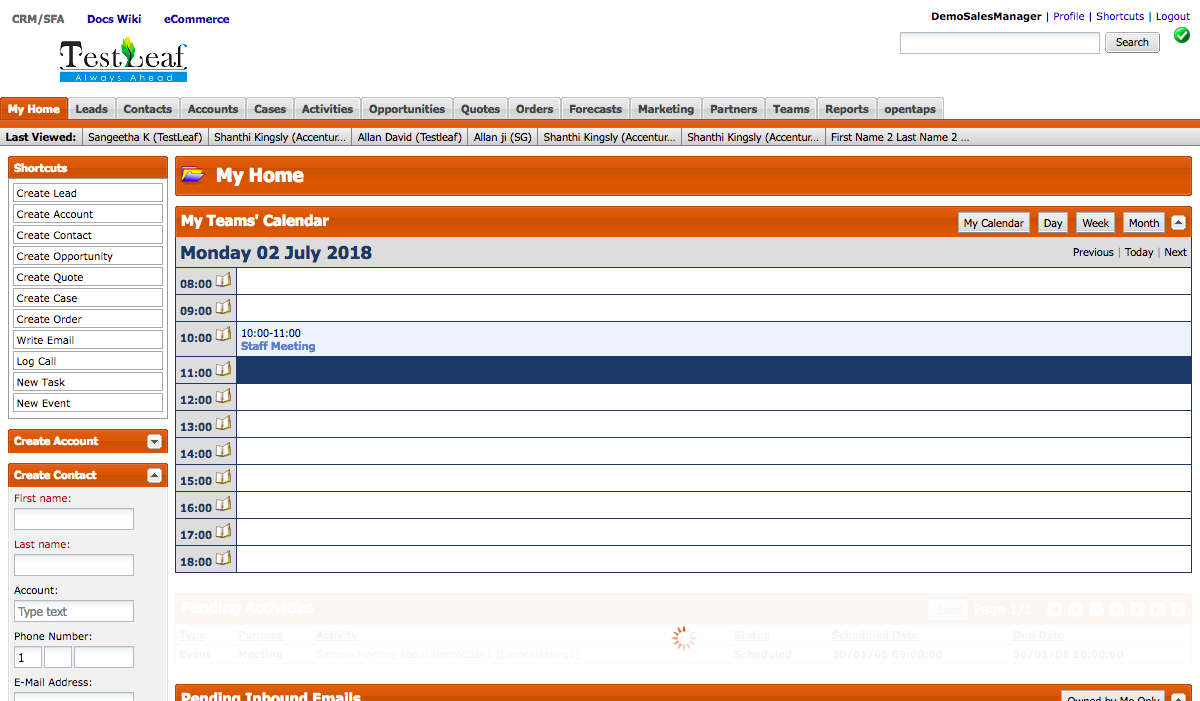 CRM/SFA Docs Wiki eCommerce
DemoSalesManager | Profile | Shortcuts | Logout
TestLeaf
Always Ahead
Search
My Home Leads Contacts Accounts Cases Activities Opportunities Quotes Orders Forecasts Marketing Partners Teams Reports opentaps
Last Viewed: Sangeetha K (TestLeaf) Shanthi Kingsly (Accentur... Allan David (Testleaf) Allan ji (SG) Shanthi Kingsly (Accentur... Shanthi Kingsly (Accentur... First Name 2 Last Name 2 ...
Shortcuts
Create Lead
Create Account
Create Contact
Create Opportunity
Create Quote
Create Case
Create Order
Write Email
Log Call
New Task
New Event
Create Account
Create Contact
First name:
Last name:
Account:
Type text
Phone Number:
1
E-Mail Address:
My Home
My Teams' Calendar My Calendar Day Week Month
Monday 02 July 2018 Previous | Today | Next
08:00
09:00
10:00 10:00-11:00
Staff Meeting
11:00
12:00
13:00
14:00
15:00
16:00
17:00
18:00
Pending Activities Excel Page 1/1
Type Purpose Activity Status Scheduled Date Due Date
Event Meeting Sample Meeting about DemoCase1 (DemoMeeting1) Scheduled 30/01/06 09:00:00 30/01/06 10:00:00
Pending Inbound Emails Owned by Me Only